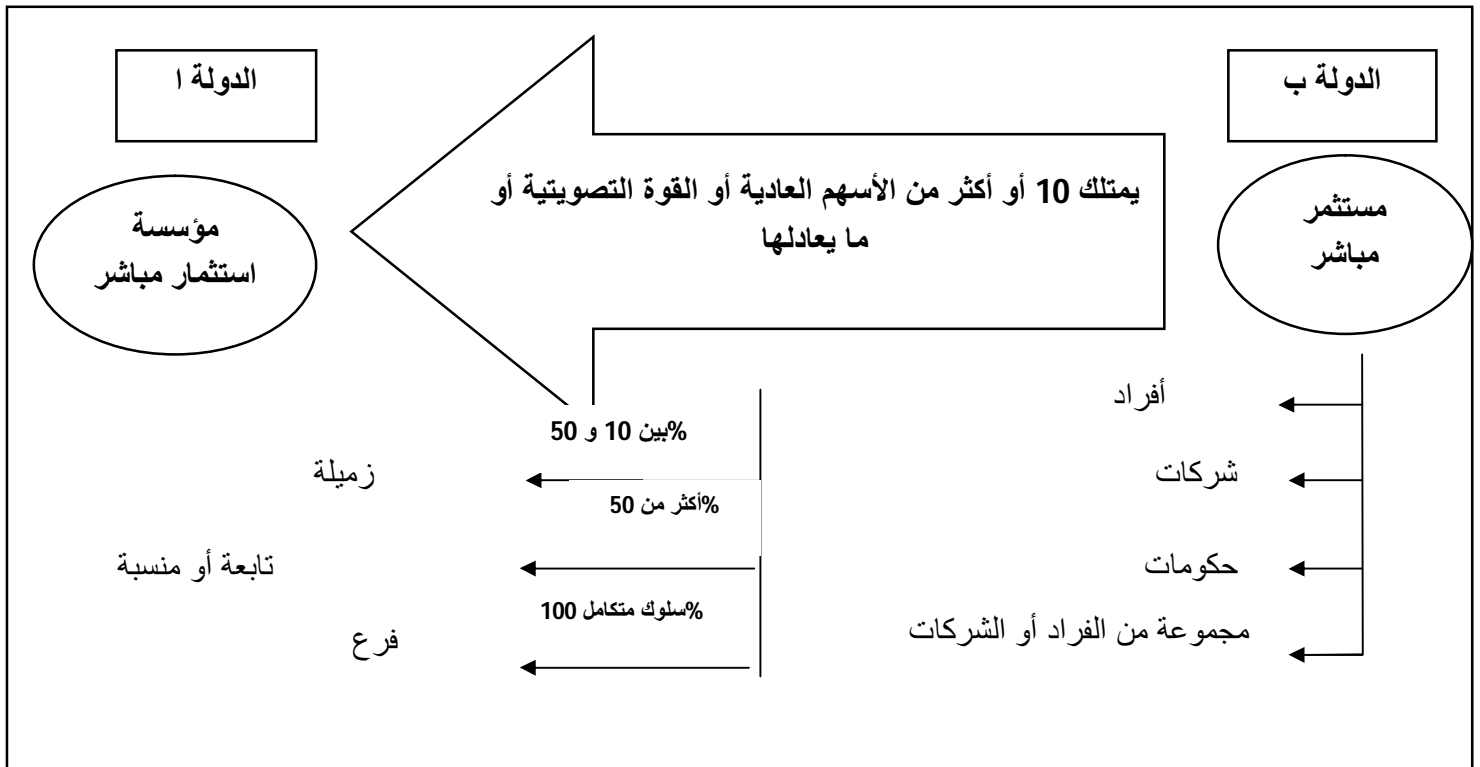 الدولة ب
الدولة ا
يمتلك 10 أو أكثر من الأسهم العادية أو القوة التصويتية أو
ما يعادلها
مستثمر
مباشر
مؤسسة
استثمار مباشر
أفراد
شركات
حكومات
مجموعة من الفراد أو الشركات
%بين 10 و 50
زميلة
%أكثر من 50
تابعة أو منسبة
%سلوك متكامل 100
فرع